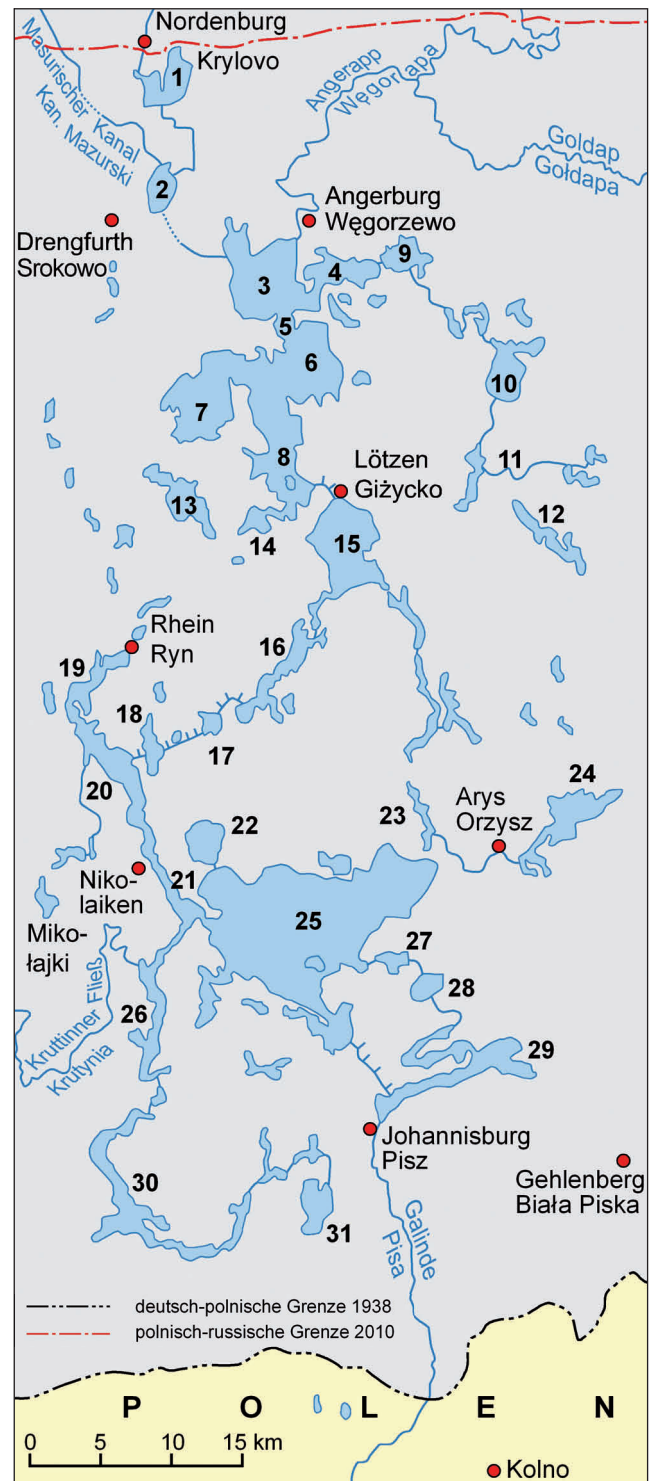 Nordenburg
Krylovo
1
Masurischer Kanal
Kan. Mazurski
Angerapp
Węgorapa
Goldap
Gołdapa
2
Drengfurth
Srokowo
Angerburg
Węgorzewo
3
4
9
5
6
7
10
8
Lötzen
Giżycko
11
13
12
14
15
Rhein
Ryn
16
19
18
17
20
24
22
23
Arys
Orzysz
Niko-
laiken
21
Miko-
łajki
25
27
Kruttinner Fließ
Krutynia
26
28
29
Johannisburg
Pisz
30
31
Gehlenberg
Biała Piska
Galinde
Pisa
deutsch-polnische Grenze 1938
polnisch-russische Grenze 2010
P O L E N
0 5 10 15 km
Kolno